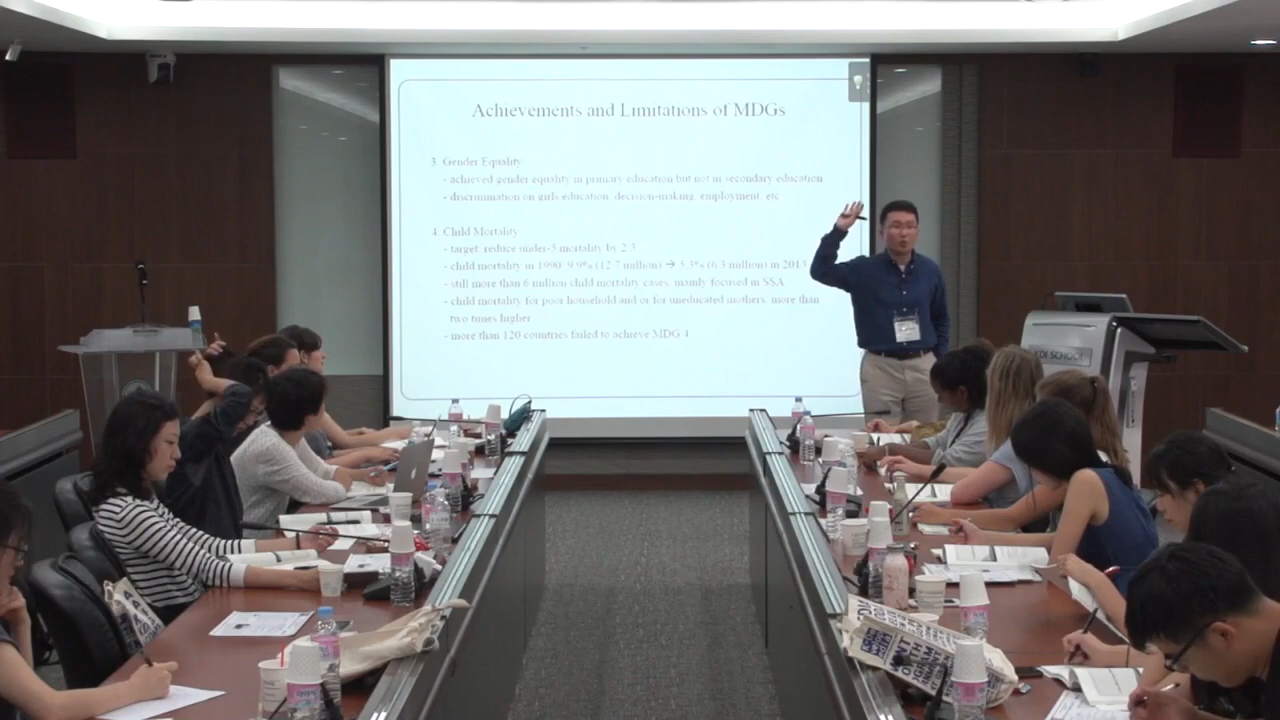 Achievements and Limitations of MDGs
3. Gender Equality
- achieved gender equality in primary education but not in secondary education
- discrimination on girls education, decision-making, employment, etc
4. Child Mortality
- target: reduce under-5 mortality by 2/3
- child mortality in 1990: 9.9% (12.7 million) → 5.3% (6.3 million) in 2013
- still more than 6 million child mortality cases, mainly focused in SSA
- child mortality for poor household and/or for uneducated mothers: more than
two times higher
- more than 120 countries failed to achieve MDG 4
KDI SCHOOL